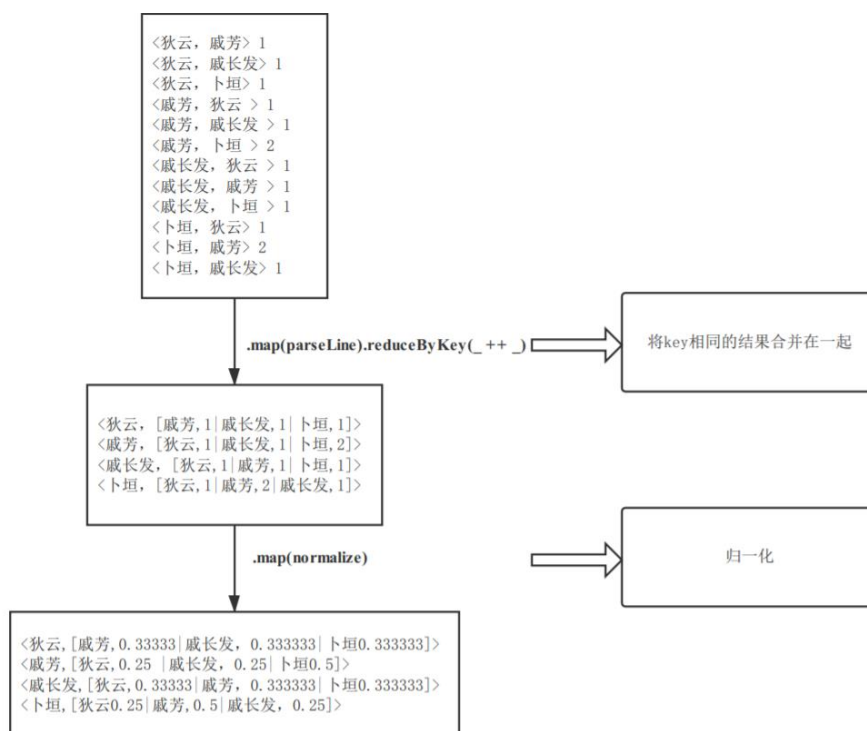 <狄云，戚芳> 1
<狄云，戚长发> 1
<狄云，卜垣> 1
<戚芳，狄云 > 1
<戚芳，戚长发 > 1
<戚芳，卜垣 > 2
<戚长发，狄云 > 1
<戚长发，戚芳 > 1
<戚长发，卜垣 > 1
<卜垣，狄云> 1
<卜垣，戚芳> 2
<卜垣，戚长发> 1
.map(parseLine).reduceByKey(_ ++ _)
将key相同的结果合并在一起
<狄云，[戚芳,1|戚长发,1|卜垣,1]>
<戚芳，[狄云,1|戚长发,1|卜垣,2]>
<戚长发，[狄云,1|戚芳,1|卜垣,1]>
<卜垣，[狄云,1|戚芳,2|戚长发,1]>
.map(normalize)
归一化
<狄云,[戚芳,0.33333|戚长发，0.333333|卜垣0.333333]>
<戚芳,[狄云,0.25 |戚长发，0.25|卜垣0.5]>
<戚长发,[狄云,0.33333|戚芳，0.333333|卜垣0.333333]>
<卜垣,[狄云0.25|戚芳,0.5|戚长发，0.25]>